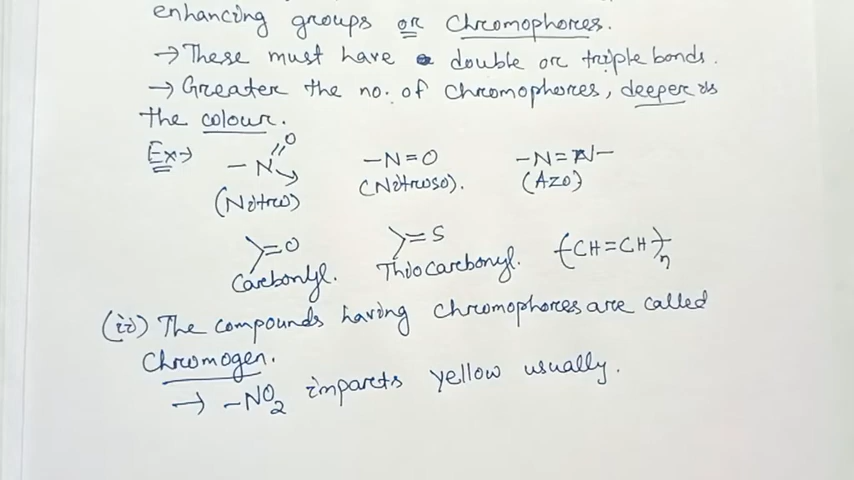 enhancing groups or Chromophores.
→ These must have double or triple bonds.
→ Greater the no. of chromophores, deeper is
the colour.
Ex→ -N=O→ -N=O -N=N-
(Nitro) (Nitroso). (Azo)
>=O >=S (CH=CH)n
Carbonyl. Thiocarbonyl.
(ii) The compounds having chromophores are called
Chromogen.
→ -NO2 imparts yellow usually.